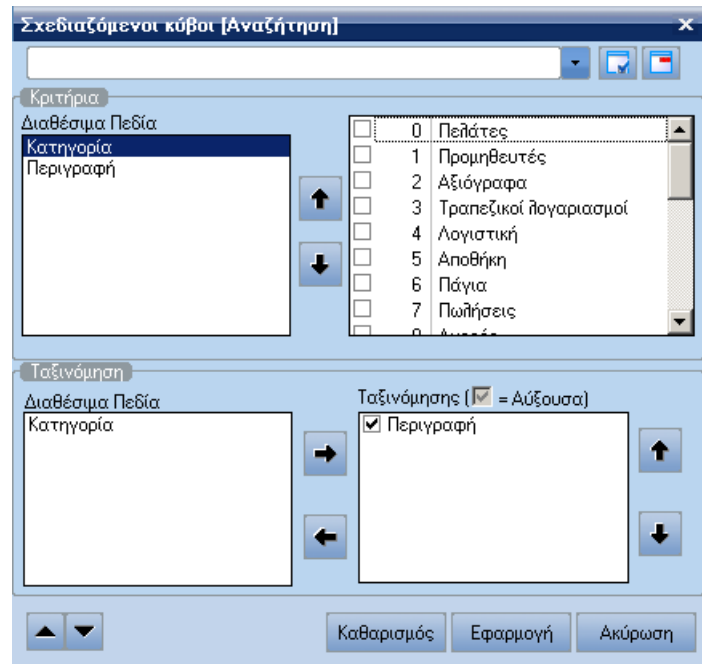 Σχεδιαζόμενοι κύβοι [Αναζήτηση]
Κριτήρια
Διαθέσιμα Πεδία
Κατηγορία
Περιγραφή
0 Πελάτες
1 Προμηθευτές
2 Αξιόγραφα
3 Τραπεζικοί λογαριασμοί
4 Λογιστική
5 Αποθήκη
6 Πάγια
7 Πωλήσεις
Ταξινόμηση
Διαθέσιμα Πεδία
Κατηγορία
Ταξινόμησης ( = Αύξουσα)
Περιγραφή
Καθαρισμός
Εφαρμογή
Ακύρωση